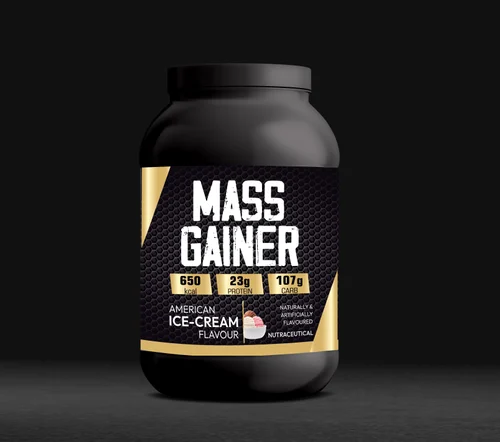 MASS
GAINER
650 kcal
23g PROTEIN
107g CARB
AMERICAN
ICE-CREAM
FLAVOUR
NATURALLY &
ARTIFICIALLY
FLAVOURED
NUTRACEUTICAL